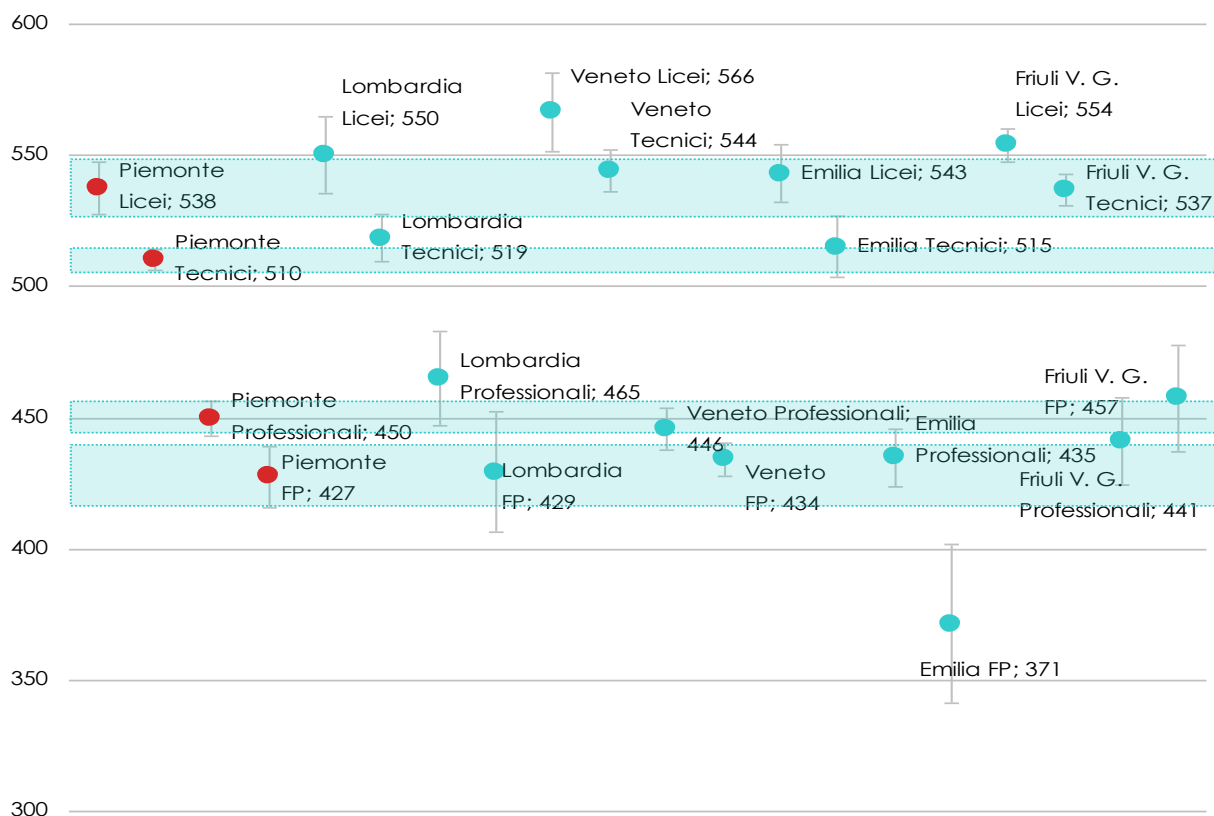 600
Veneto Licei; 566
Friuli V. G.
Licei; 554
Lombardia
Licei; 550
Veneto
Tecnici; 544
550
Piemonte
Licei; 538
Emilia Licei; 543
Friuli V. G.
Tecnici; 537
Lombardia
Tecnici; 519
Piemonte
Tecnici; 510
Emilia Tecnici; 515
500
Lombardia
Professionali; 465
Friuli V. G.
FP; 457
450
Piemonte
Professionali; 450
Veneto Professionali;
446
Emilia
Professionali; 435
Piemonte
FP; 427
Lombardia
FP; 429
Veneto
FP; 434
Friuli V. G.
Professionali; 441
400
Emilia FP; 371
350
300